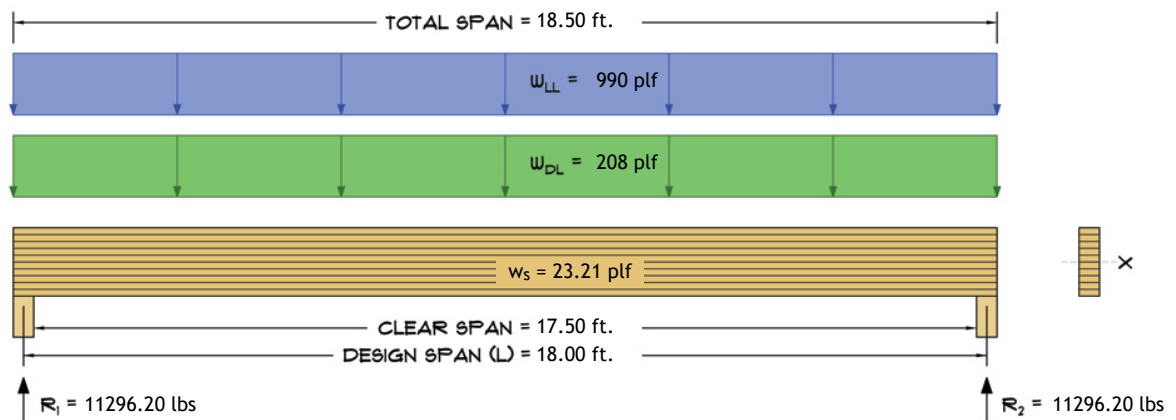 TOTAL SPAN = 18.50 ft.
WLL = 990 plf
WDL = 208 plf
ws = 23.21 plf
X
CLEAR SPAN = 17.50 ft.
DESIGN SPAN (L) = 18.00 ft.
R1 = 11296.20 lbs
R2 = 11296.20 lbs